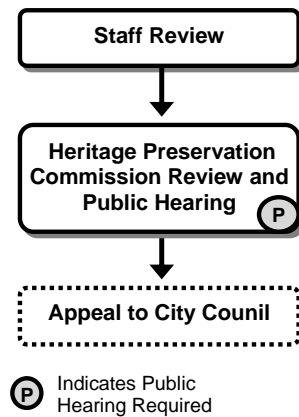 Staff Review
Heritage Preservation
Commission Review and
Public Hearing
P
Appeal to City Counil
P
Indicates Public
Hearing Required